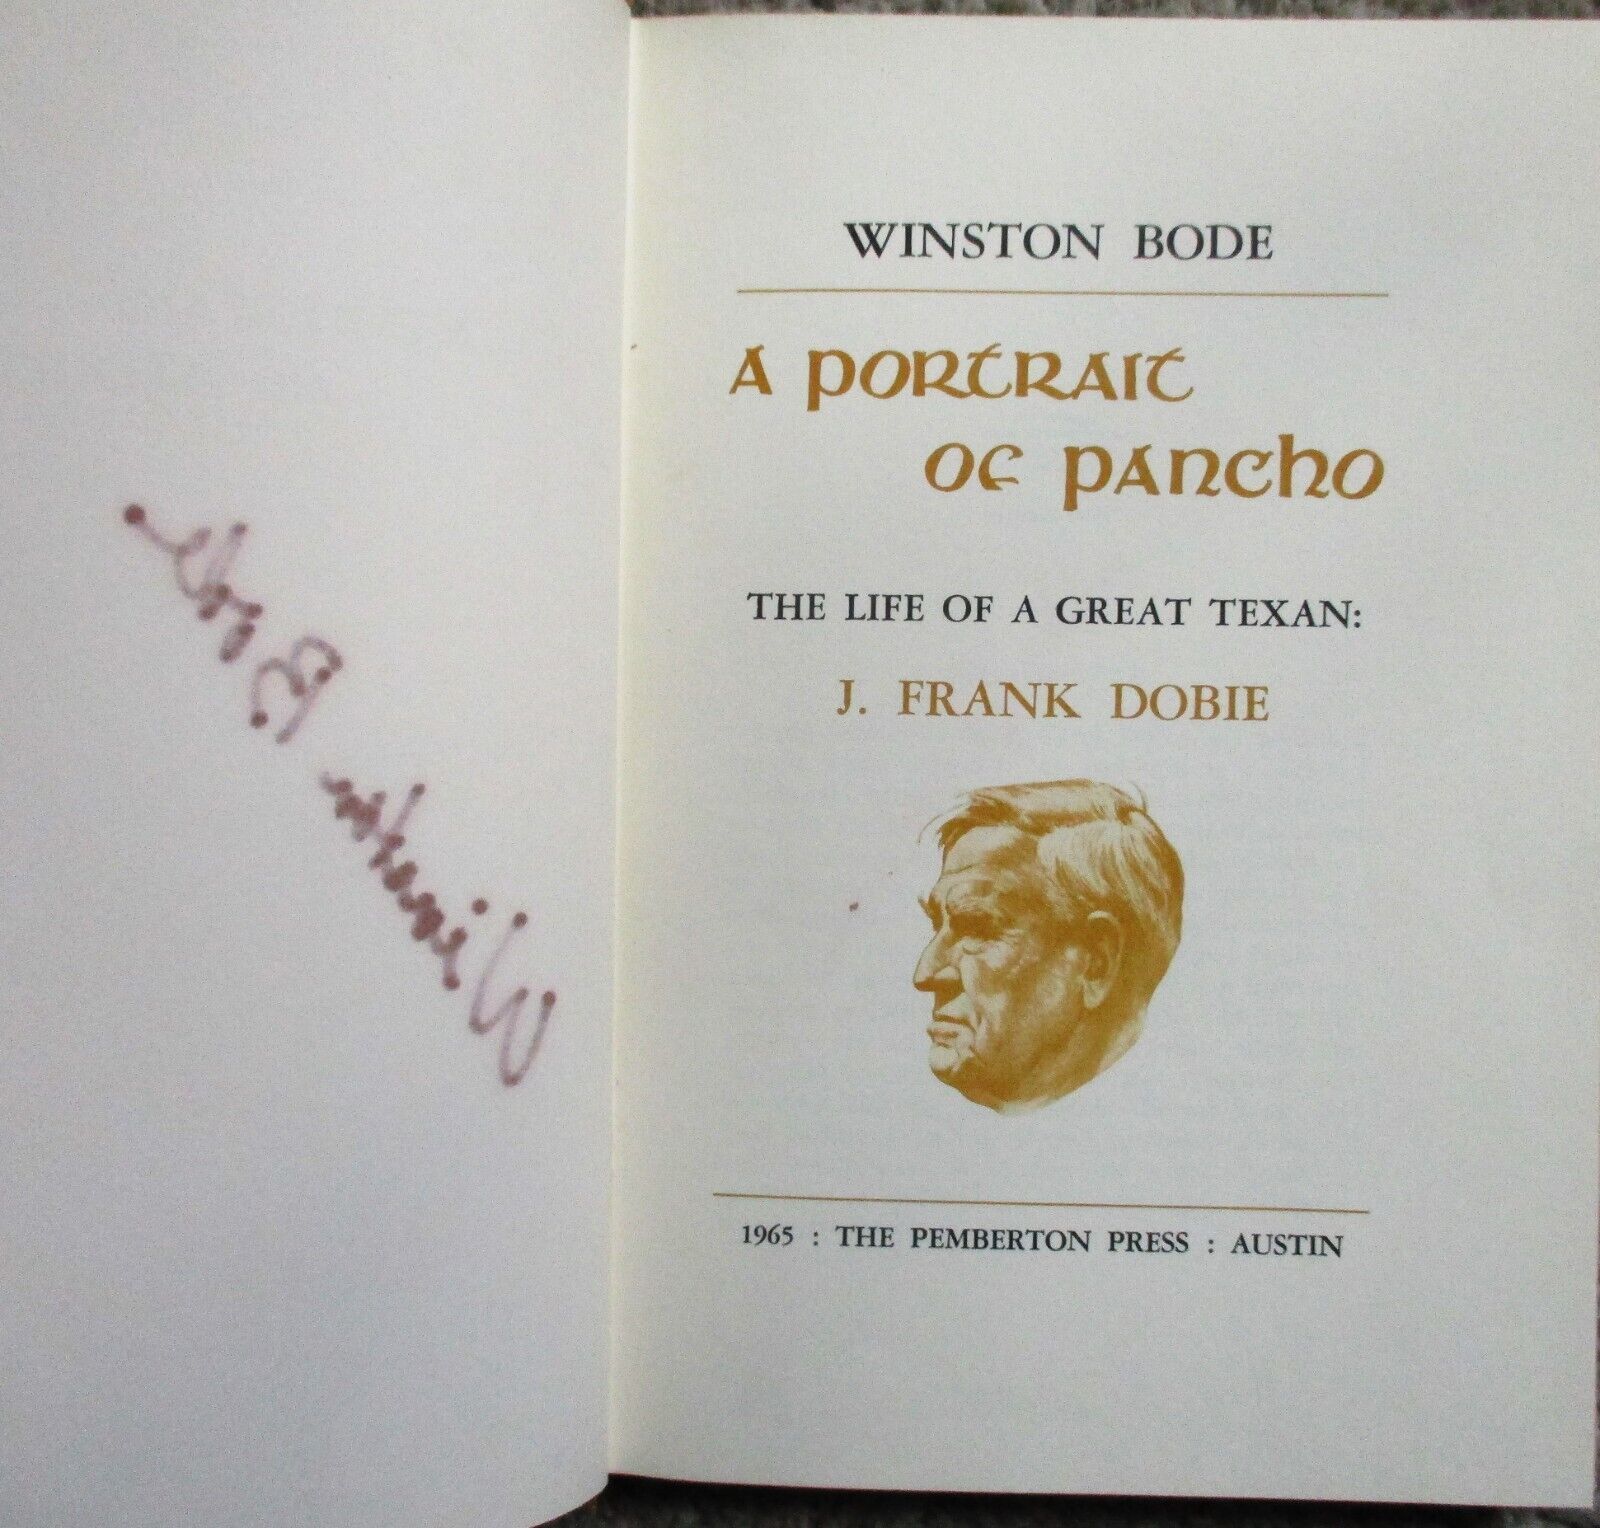 Winston Bode
WINSTON BODE
A PORTRAIT
OF PANCHO
THE LIFE OF A GREAT TEXAN:
J. FRANK DOBIE
1965 : THE PEMBERTON PRESS : AUSTIN